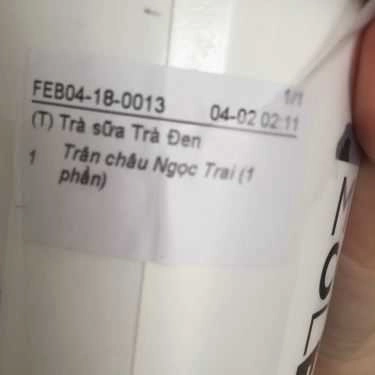 1/1
FEB04-18-0013 04-02 02:11
(T) Trà sữa Trà Đen
1 Trân châu Ngọc Trai (1
phần)
M
O
L